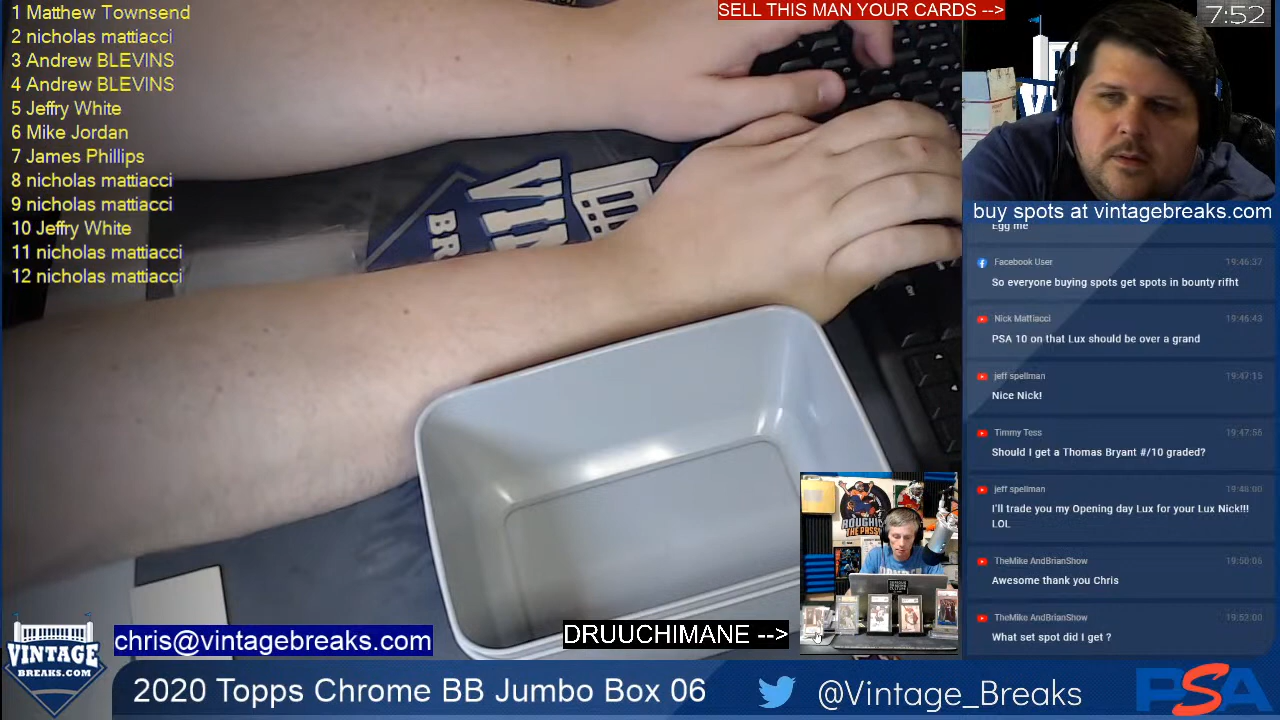 1 Matthew Townsend
2 nicholas mattiacci
3 Andrew BLEVINS
4 Andrew BLEVINS
5 Jeffry White
6 Mike Jordan
7 James Phillips
8 nicholas mattiacci
9 nicholas mattiacci
10 Jeffry White
11 nicholas mattiacci
12 nicholas mattiacci
SELL THIS MAN YOUR CARDS -->
7:52
buy spots at vintagebreaks.com
Egg me
Facebook User 19:46:37
So everyone buying spots get spots in bounty rifht
Nick Mattiacci 19:46:43
PSA 10 on that Lux should be over a grand
jeff spellman 19:47:15
Nice Nick!
Timmy Tess 19:47:56
Should I get a Thomas Bryant #/10 graded?
jeff spellman 19:48:00
I'll trade you my Opening day Lux for your Lux Nick!!!
LOL
TheMike AndBrianShow 19:50:06
Awesome thank you Chris
TheMike AndBrianShow 19:52:00
What set spot did I get ?
VIN
BR
DRUUCHIMANE -->
chris@vintagebreaks.com
VINTAGE
BREAKS.COM
2020 Topps Chrome BB Jumbo Box 06
@Vintage_Breaks
PSA